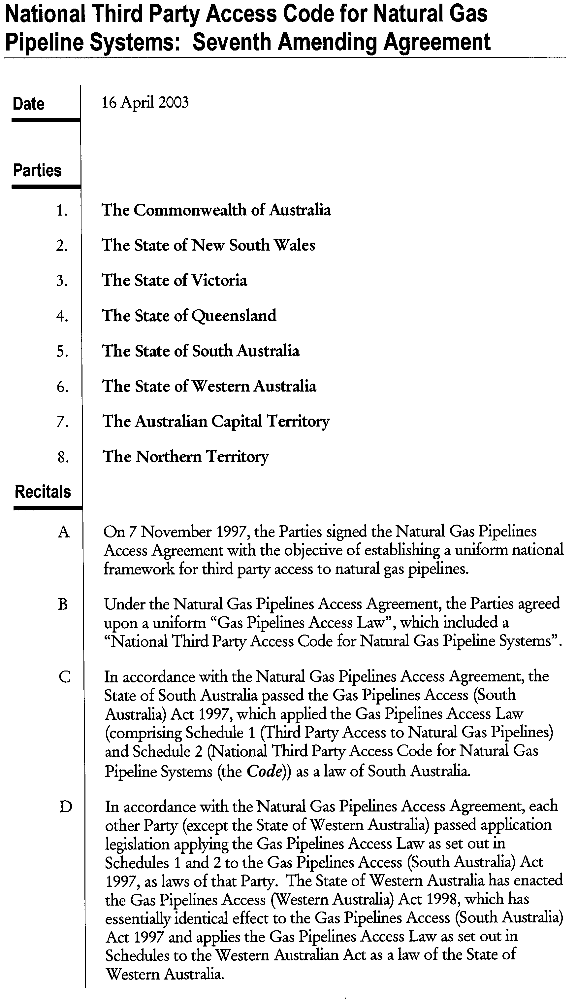 National Third Party Access Code for Natural Gas
Pipeline Systems: Seventh Amending Agreement
Date
16 April 2003
Parties
1. The Commonwealth of Australia
2. The State of New South Wales
3. The State of Victoria
4. The State of Queensland
5. The State of South Australia
6. The State of Western Australia
7. The Australian Capital Territory
8. The Northern Territory
Recitals
A On 7 November 1997, the Parties signed the Natural Gas Pipelines
Access Agreement with the objective of establishing a uniform national
framework for third party access to natural gas pipelines.
B Under the Natural Gas Pipelines Access Agreement, the Parties agreed
upon a uniform “Gas Pipelines Access Law”, which included a
“National Third Party Access Code for Natural Gas Pipeline Systems”.
C In accordance with the Natural Gas Pipelines Access Agreement, the
State of South Australia passed the Gas Pipelines Access (South
Australia) Act 1997, which applied the Gas Pipelines Access Law
(comprising Schedule 1 (Third Party Access to Natural Gas Pipelines)
and Schedule 2 (National Third Party Access Code for Natural Gas
Pipeline Systems (the Code)) as a law of South Australia.
D In accordance with the Natural Gas Pipelines Access Agreement, each
other Party (except the State of Western Australia) passed application
legislation applying the Gas Pipelines Access Law as set out in
Schedules 1 and 2 to the Gas Pipelines Access (South Australia) Act
1997, as laws of that Party. The State of Western Australia has enacted
the Gas Pipelines Access (Western Australia) Act 1998, which has
essentially identical effect to the Gas Pipelines Access (South Australia)
Act 1997 and applies the Gas Pipelines Access Law as set out in
Schedules to the Western Australian Act as a law of the State of
Western Australia.